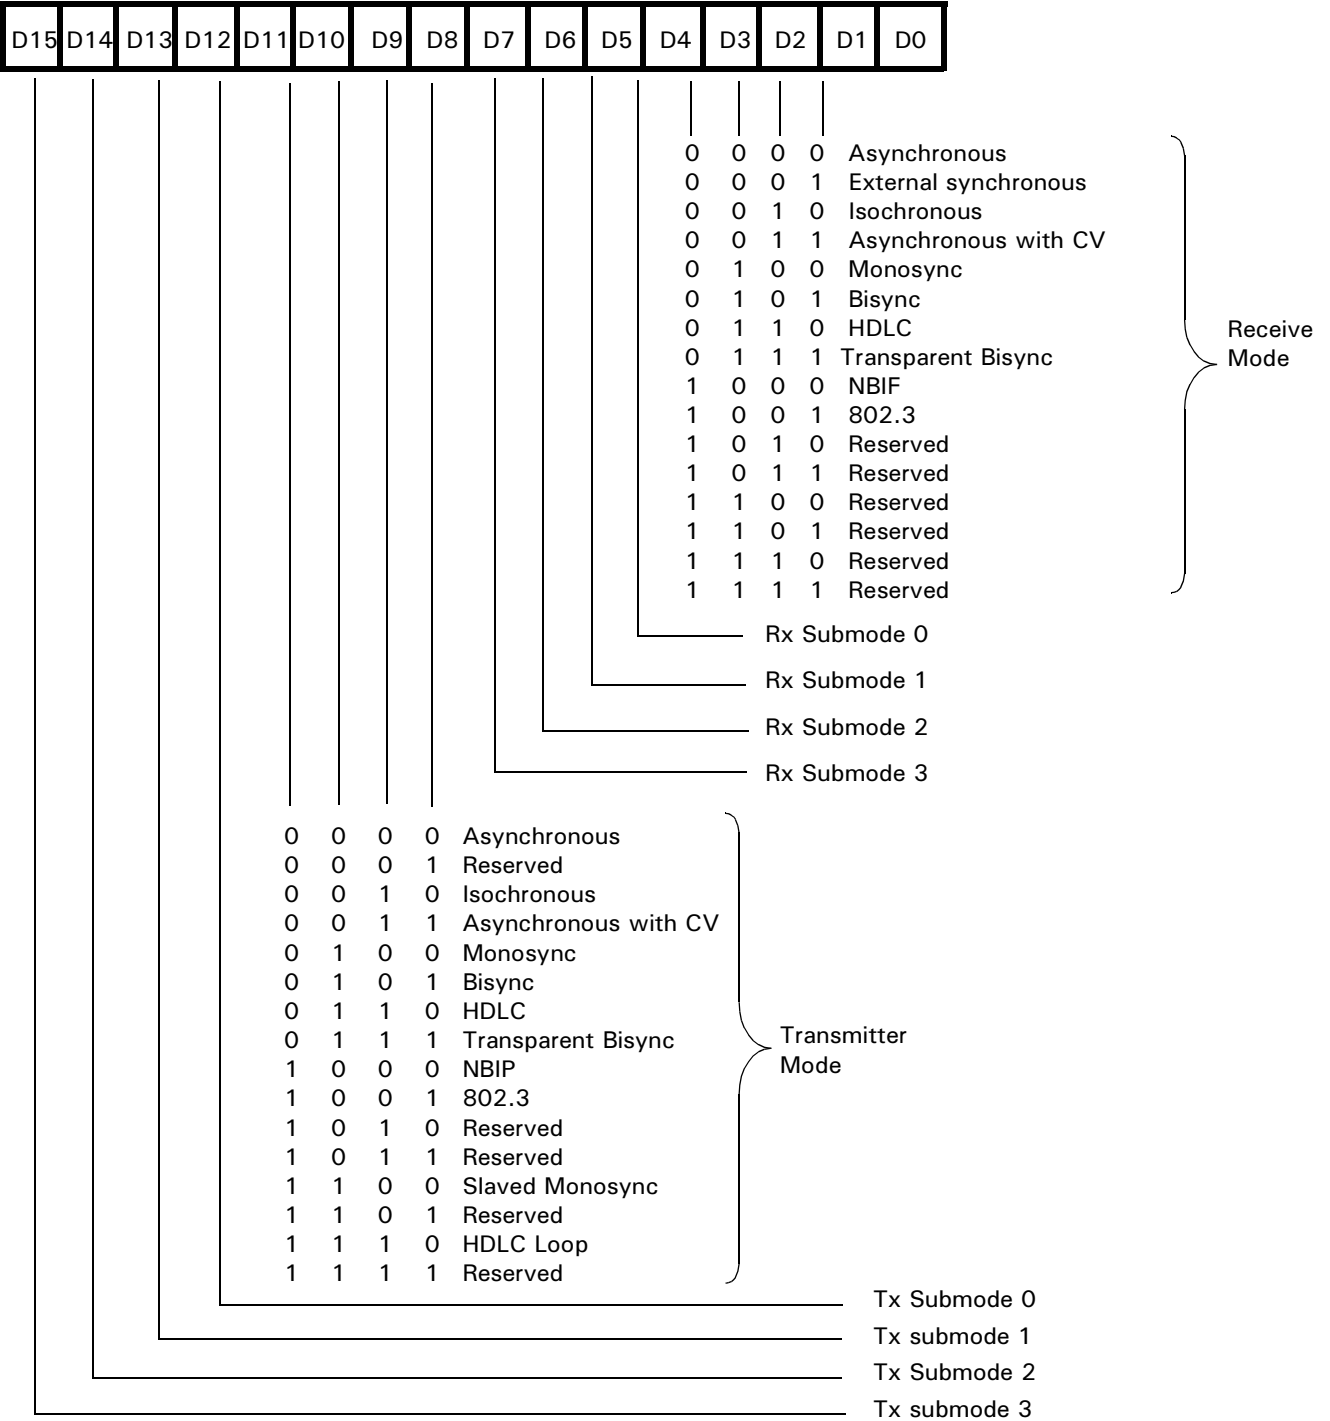 D15 D14 D13 D12 D11 D10 D9 D8 D7 D6 D5 D4 D3 D2 D1 D0
0 0 0 0 Asynchronous
0 0 0 1 External synchronous
0 0 1 0 Isochronous
0 0 1 1 Asynchronous with CV
0 1 0 0 Monosync
0 1 0 1 Bisync
0 1 1 0 HDLC
0 1 1 1 Transparent Bisync
1 0 0 0 NBIF
1 0 0 1 802.3
1 0 1 0 Reserved
1 0 1 1 Reserved
1 1 0 0 Reserved
1 1 0 1 Reserved
1 1 1 0 Reserved
1 1 1 1 Reserved
Receive
Mode
Rx Submode 0
Rx Submode 1
Rx Submode 2
Rx Submode 3
0 0 0 0 Asynchronous
0 0 0 1 Reserved
0 0 1 0 Isochronous
0 0 1 1 Asynchronous with CV
0 1 0 0 Monosync
0 1 0 1 Bisync
0 1 1 0 HDLC
0 1 1 1 Transparent Bisync
1 0 0 0 NBIP
1 0 0 1 802.3
1 0 1 0 Reserved
1 0 1 1 Reserved
1 1 0 0 Slaved Monosync
1 1 0 1 Reserved
1 1 1 0 HDLC Loop
1 1 1 1 Reserved
Transmitter
Mode
Tx Submode 0
Tx submode 1
Tx Submode 2
Tx submode 3